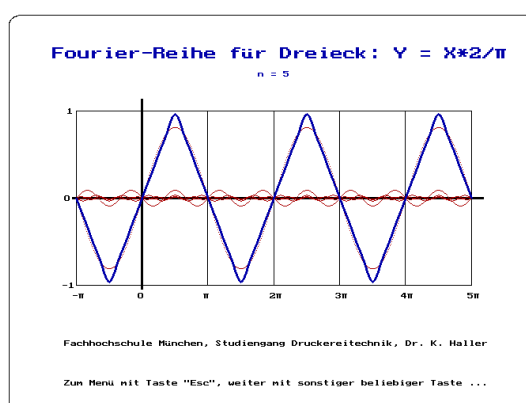 Fourier-Reihe für Dreieck: Y = X*2/π
n = 5
1
0
-1
-π 0 π 2π 3π 4π 5π
Fachhochschule München, Studiengang Druckereitechnik, Dr. K. Haller
Zum Menü mit Taste "Esc", weiter mit sonstiger beliebiger Taste ...